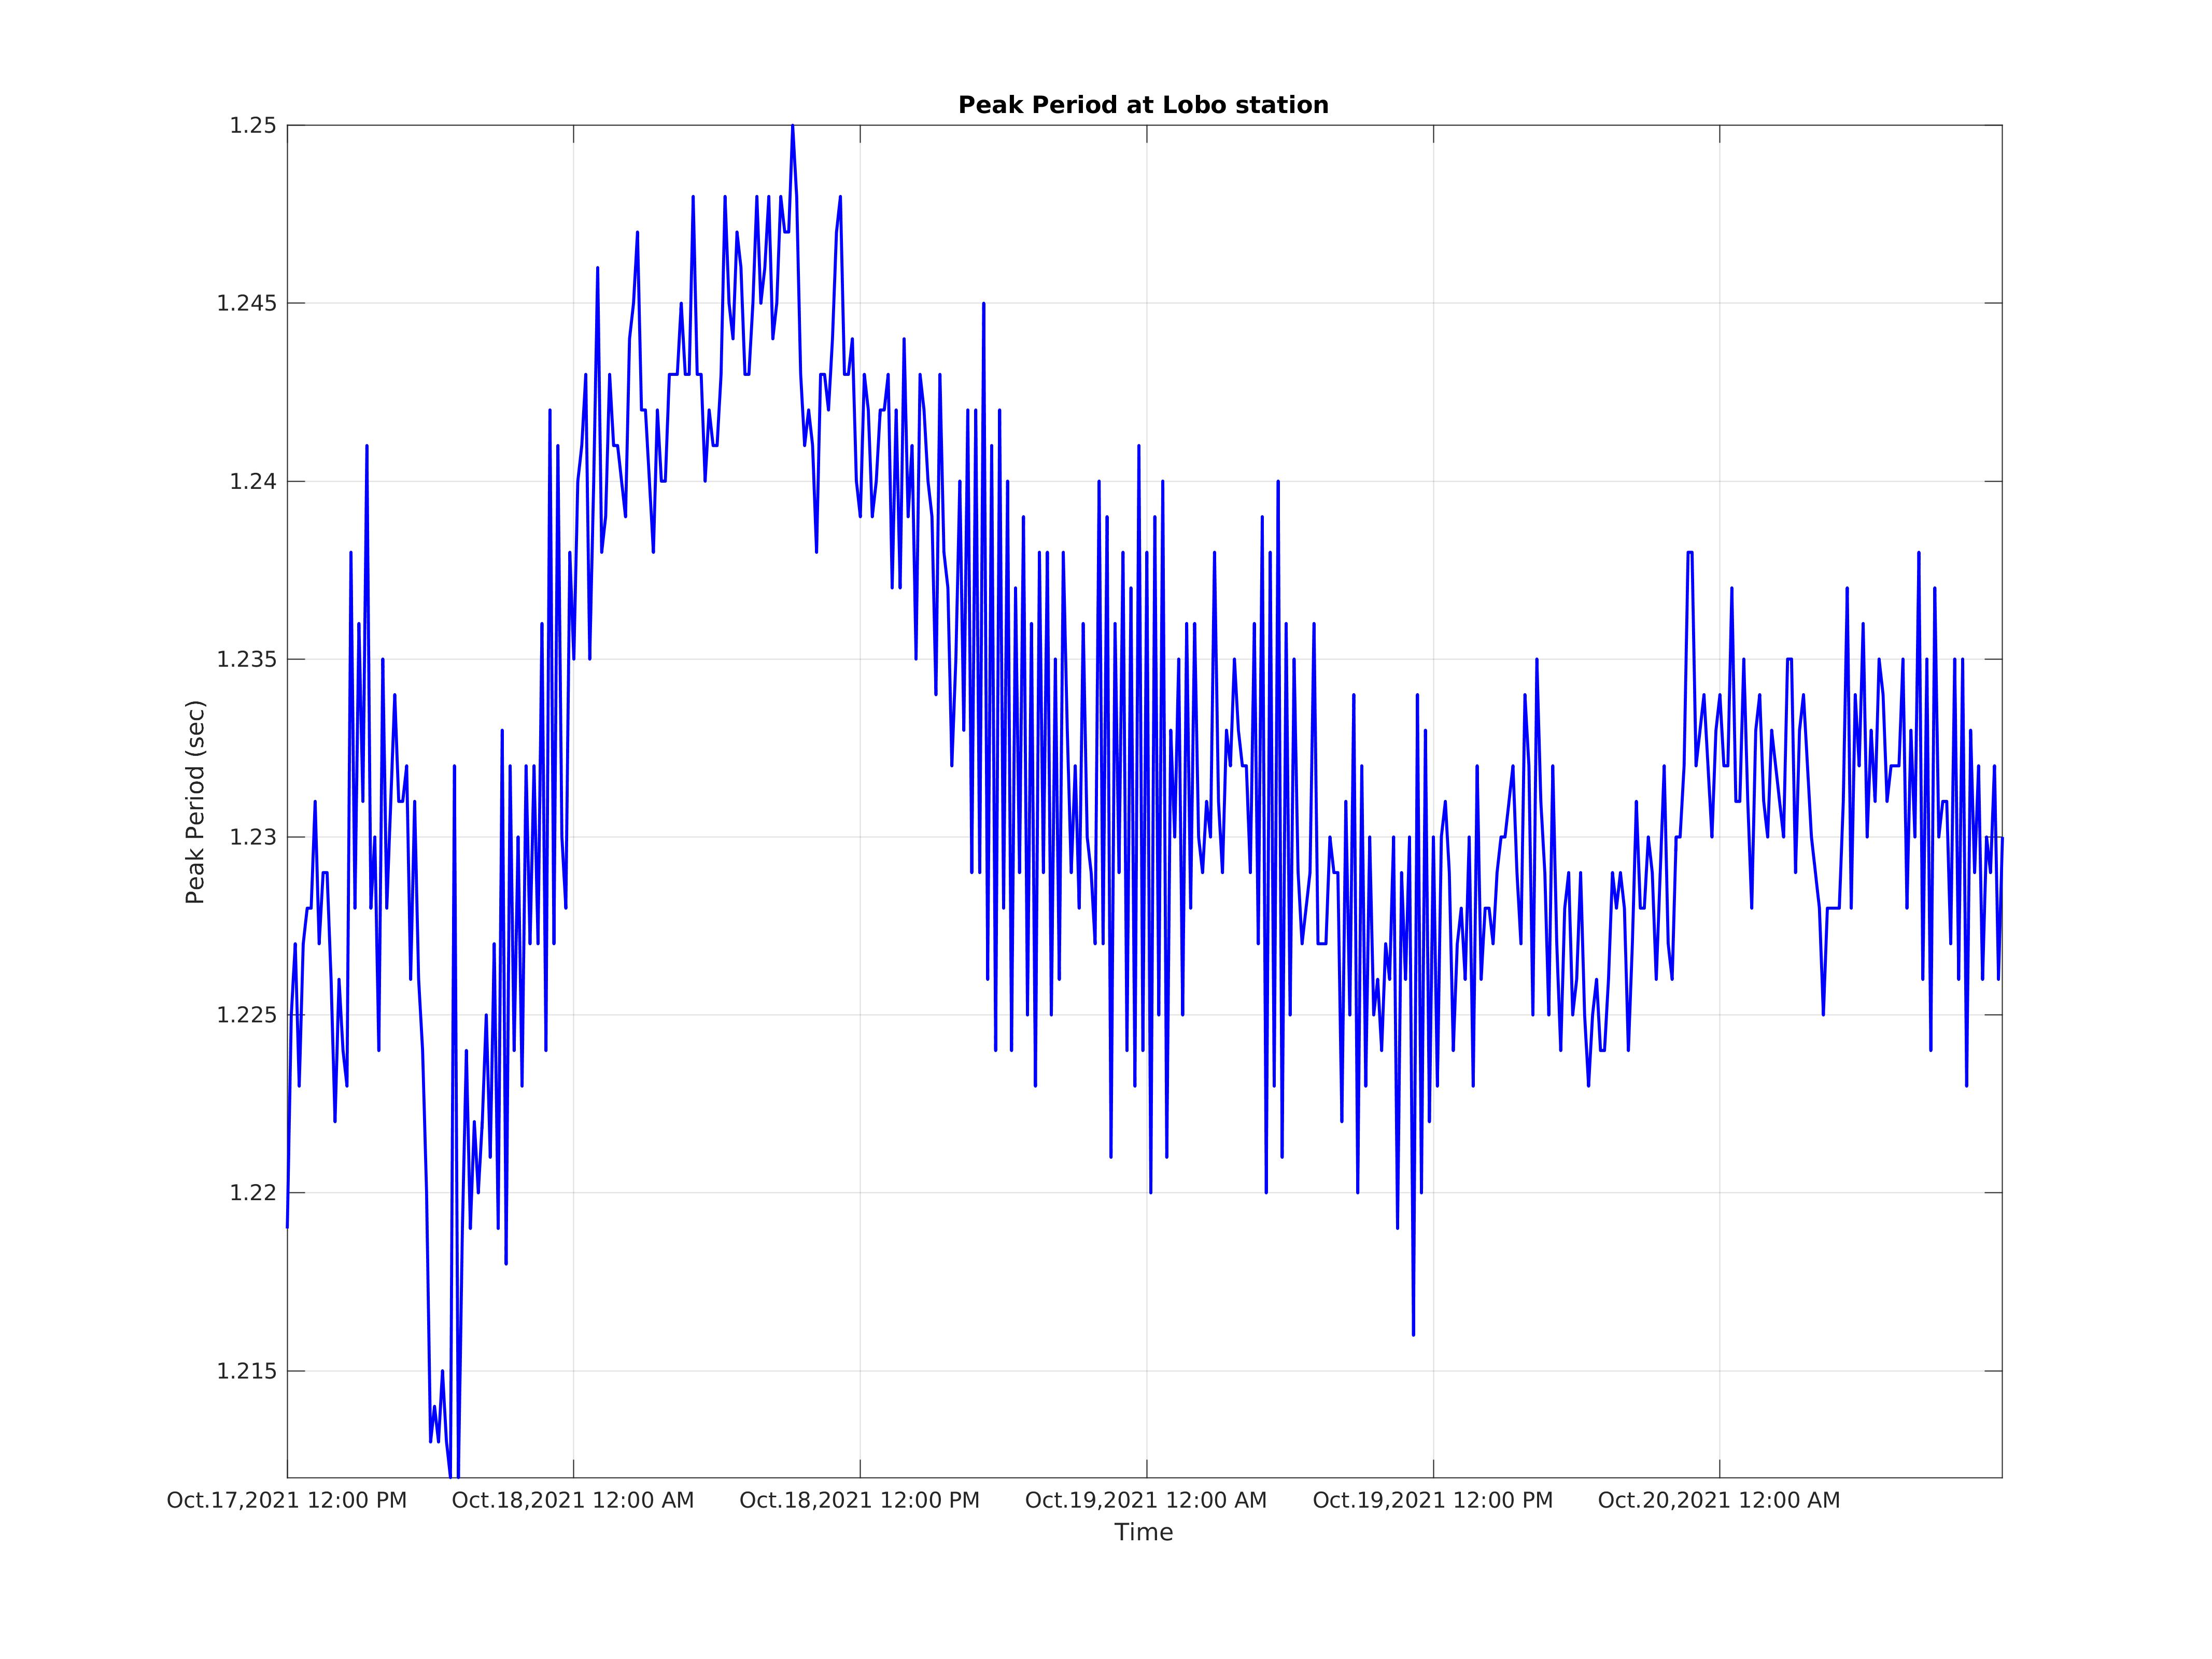 Peak Period at Lobo station
1.25
1.245
1.24
1.235
1.23
1.225
1.22
1.215
Peak Period (sec)
Oct.17,2021 12:00 PM Oct.18,2021 12:00 AM Oct.18,2021 12:00 PM Oct.19,2021 12:00 AM Oct.19,2021 12:00 PM Oct.20,2021 12:00 AM
Time